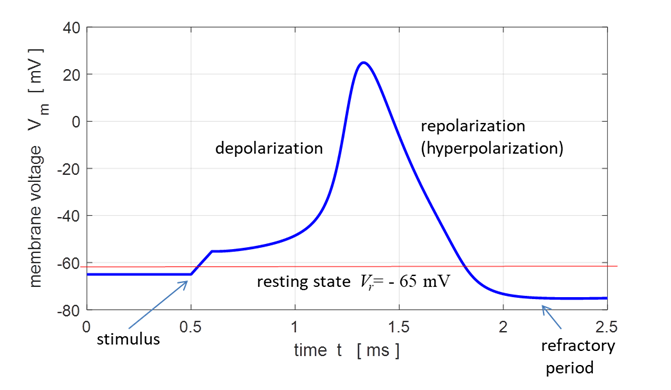 40
20
0
-20
-40
-60
-80
membrane voltage V_m [ mV ]
depolarization
repolarization
(hyperpolarization)
resting state V_r= - 65 mV
0
0.5
1
1.5
2
2.5
stimulus
time t [ ms ]
refractory
period